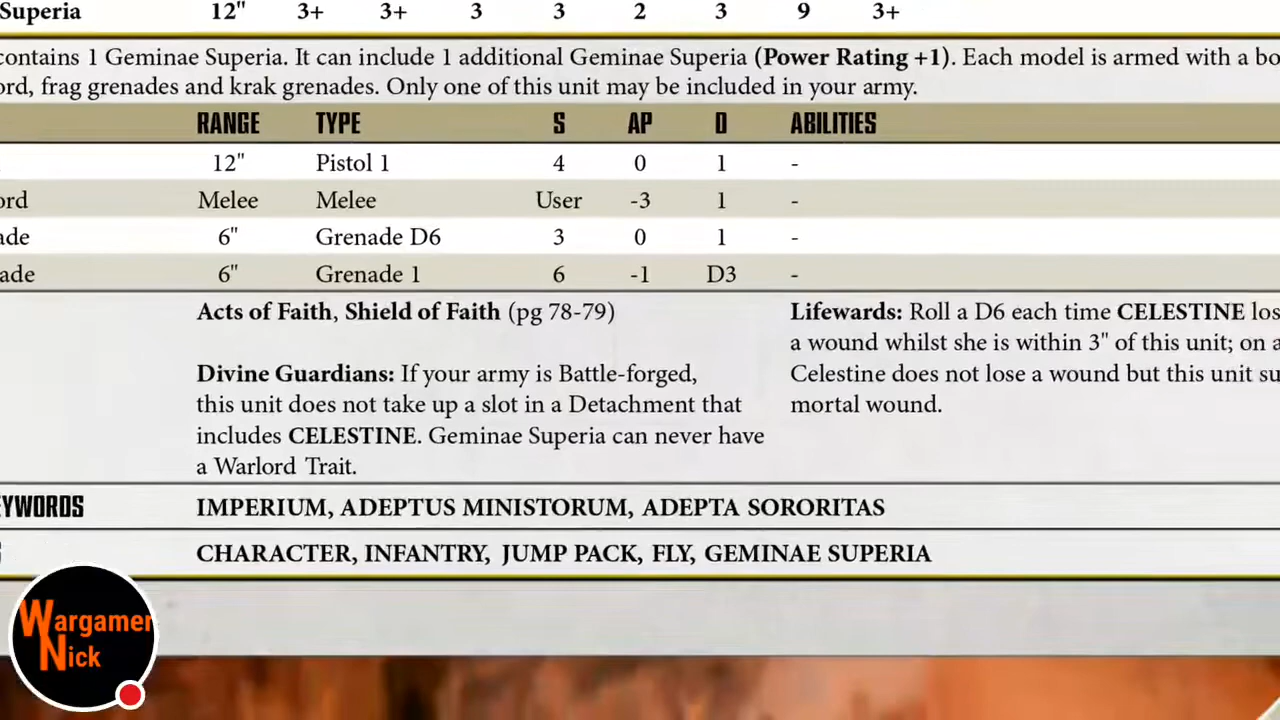 Superia 12" 3+ 3+ 3 3 2 3 9 3+
contains 1 Geminae Superia. It can include 1 additional Geminae Superia (Power Rating +1). Each model is armed with a bo
ord, frag grenades and krak grenades. Only one of this unit may be included in your army.
RANGE TYPE S AP D ABILITIES
12" Pistol 1 4 0 1 -
ord Melee Melee User -3 1 -
ade 6" Grenade D6 3 0 1 -
ade 6" Grenade 1 6 -1 D3 -
Acts of Faith, Shield of Faith (pg 78-79)
Divine Guardians: If your army is Battle-forged,
this unit does not take up a slot in a Detachment that
includes CELESTINE. Geminae Superia can never have
a Warlord Trait.
Lifewards: Roll a D6 each time CELESTINE los
a wound whilst she is within 3" of this unit; on a
Celestine does not lose a wound but this unit su
mortal wound.
EYWORDS IMPERIUM, ADEPTUS MINISTORUM, ADEPTA SORORITAS
S CHARACTER, INFANTRY, JUMP PACK, FLY, GEMINAE SUPERIA
Wargamer
Nick